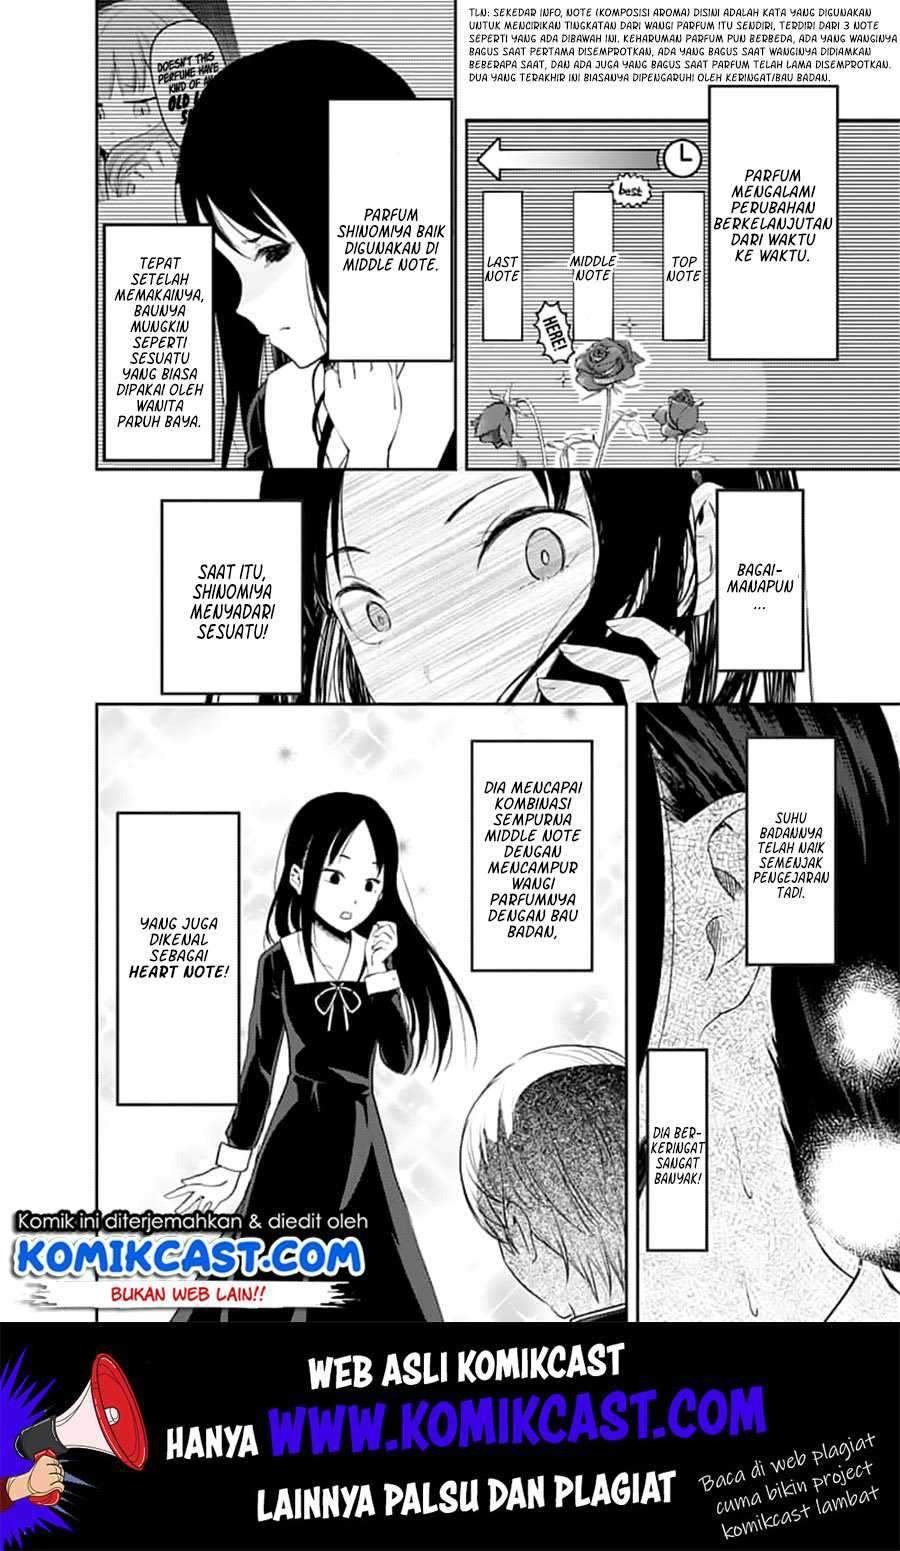 TLN: SEKEDAR INFO, NOTE (KOMPOSISI AROMA) DISINI ADALAH KATA YANG DIGUNAKAN
UNTUK MENCIRIKAN TINGKATAN DARI WANGI PARFUM ITU SENDIRI, TERDIRI DARI 3 NOTE
SEPERTI YANG ADA DIBAWAH INI. KEHARUMAN PARFUM PUN BERBEDA, ADA YANG WANGINYA
BAGUS SAAT PERTAMA DISEMPROTKAN, ADA YANG BAGUS SAAT WANGINYA DIDIAMKAN
BEBERAPA SAAT, DAN ADA JUGA YANG BAGUS SAAT PARFUM TELAH LAMA DISEMPROTKAN.
DUA YANG TERAKHIR INI BIASANYA DIPENGARUHI OLEH KERINGAT/BAU BADAN.
PARFUM
MENGALAMI
PERUBAHAN
BERKELANJUTAN
DARI WAKTU
KE WAKTU.
best
TOP
NOTE
MIDDLE
NOTE
LAST
NOTE
HERE!
PARFUM
SHINOMIYA BAIK
DIGUNAKAN DI
MIDDLE NOTE.
DOESN'T THIS
PERFUME HAVE
KIND OF AN
OLD
TEPAT
SETELAH
MEMAKAINYA,
BAUNYA
MUNGKIN
SEPERTI
SESUATU
YANG BIASA
DIPAKAI OLEH
WANITA
PARUH BAYA.
BAGAI-
MANAPUN
...
SAAT ITU,
SHINOMIYA
MENYADARI
SESUATU!
SUHU
BADANNYA
TELAH NAIK
SEMENJAK
PENGEJARAN
TADI.
DIA BER-
KERINGAT
SANGAT
BANYAK!
DIA MENCAPAI
KOMBINASI
SEMPURNA
MIDDLE NOTE
DENGAN
MENCAMPUR
WANGI
PARFUMNYA
DENGAN BAU
BADAN,
YANG JUGA
DIKENAL
SEBAGAI
HEART NOTE!
Komik ini diterjemahkan & diedit oleh
KOMIKCAST.COM
BUKAN WEB LAIN!!
WEB ASLI KOMIKCAST
HANYA WWW.KOMIKCAST.COM
LAINNYA PALSU DAN PLAGIAT
Baca di web plagiat
cuma bikin project
komikcast lambat